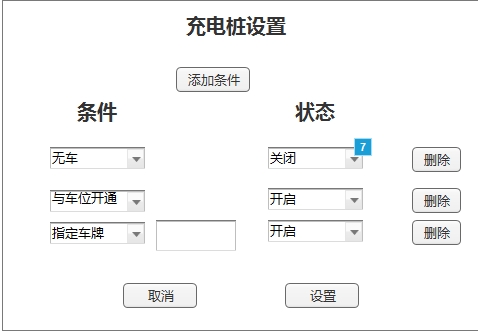 充电桩设置
添加条件
条件 状态
无车 关闭 7 删除
与车位开通 开启 删除
指定车牌 开启 删除
取消 设置